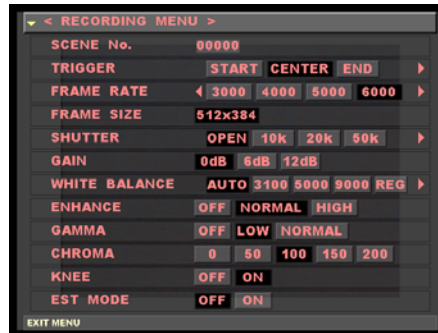 < RECORDING MENU >
SCENE No. 00000
TRIGGER START CENTER END
FRAME RATE 3000 4000 5000 6000
FRAME SIZE 512x384
SHUTTER OPEN 10k 20k 50k
GAIN 0dB 6dB 12dB
WHITE BALANCE AUTO 3100 5000 9000 REG
ENHANCE OFF NORMAL HIGH
GAMMA OFF LOW NORMAL
CHROMA 0 50 100 150 200
KNEE OFF ON
EST MODE OFF ON
EXIT MENU